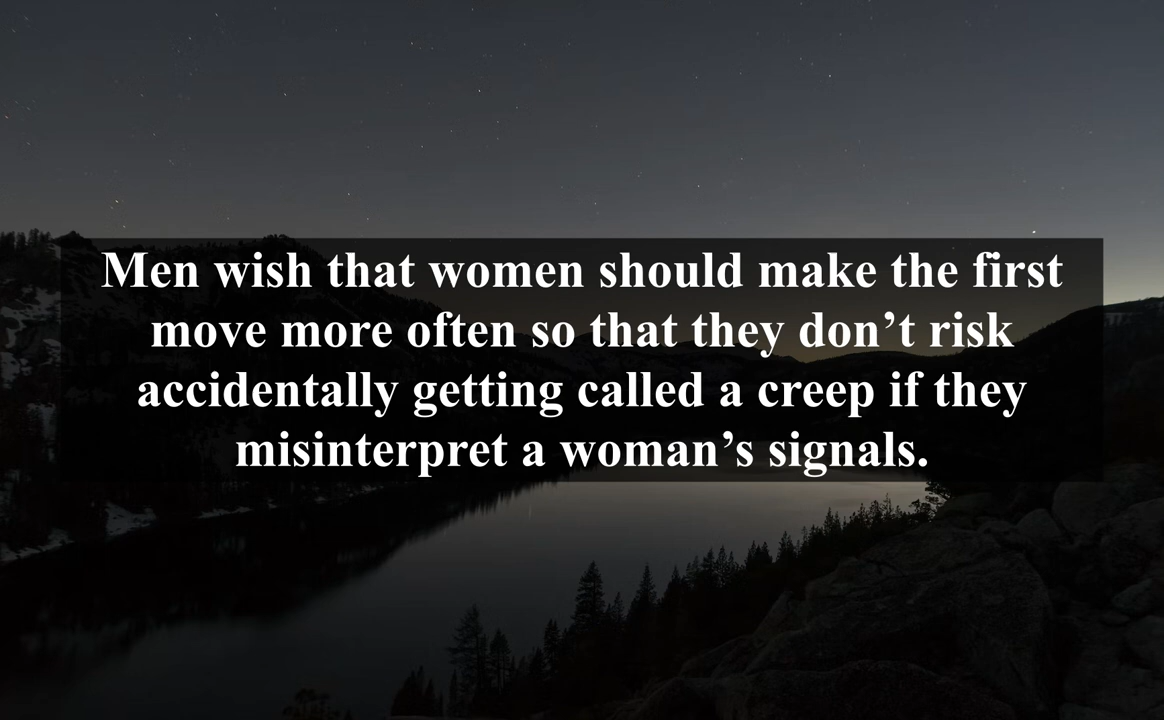 Men wish that women should make the first
move more often so that they don’t risk
accidentally getting called a creep if they
misinterpret a woman’s signals.